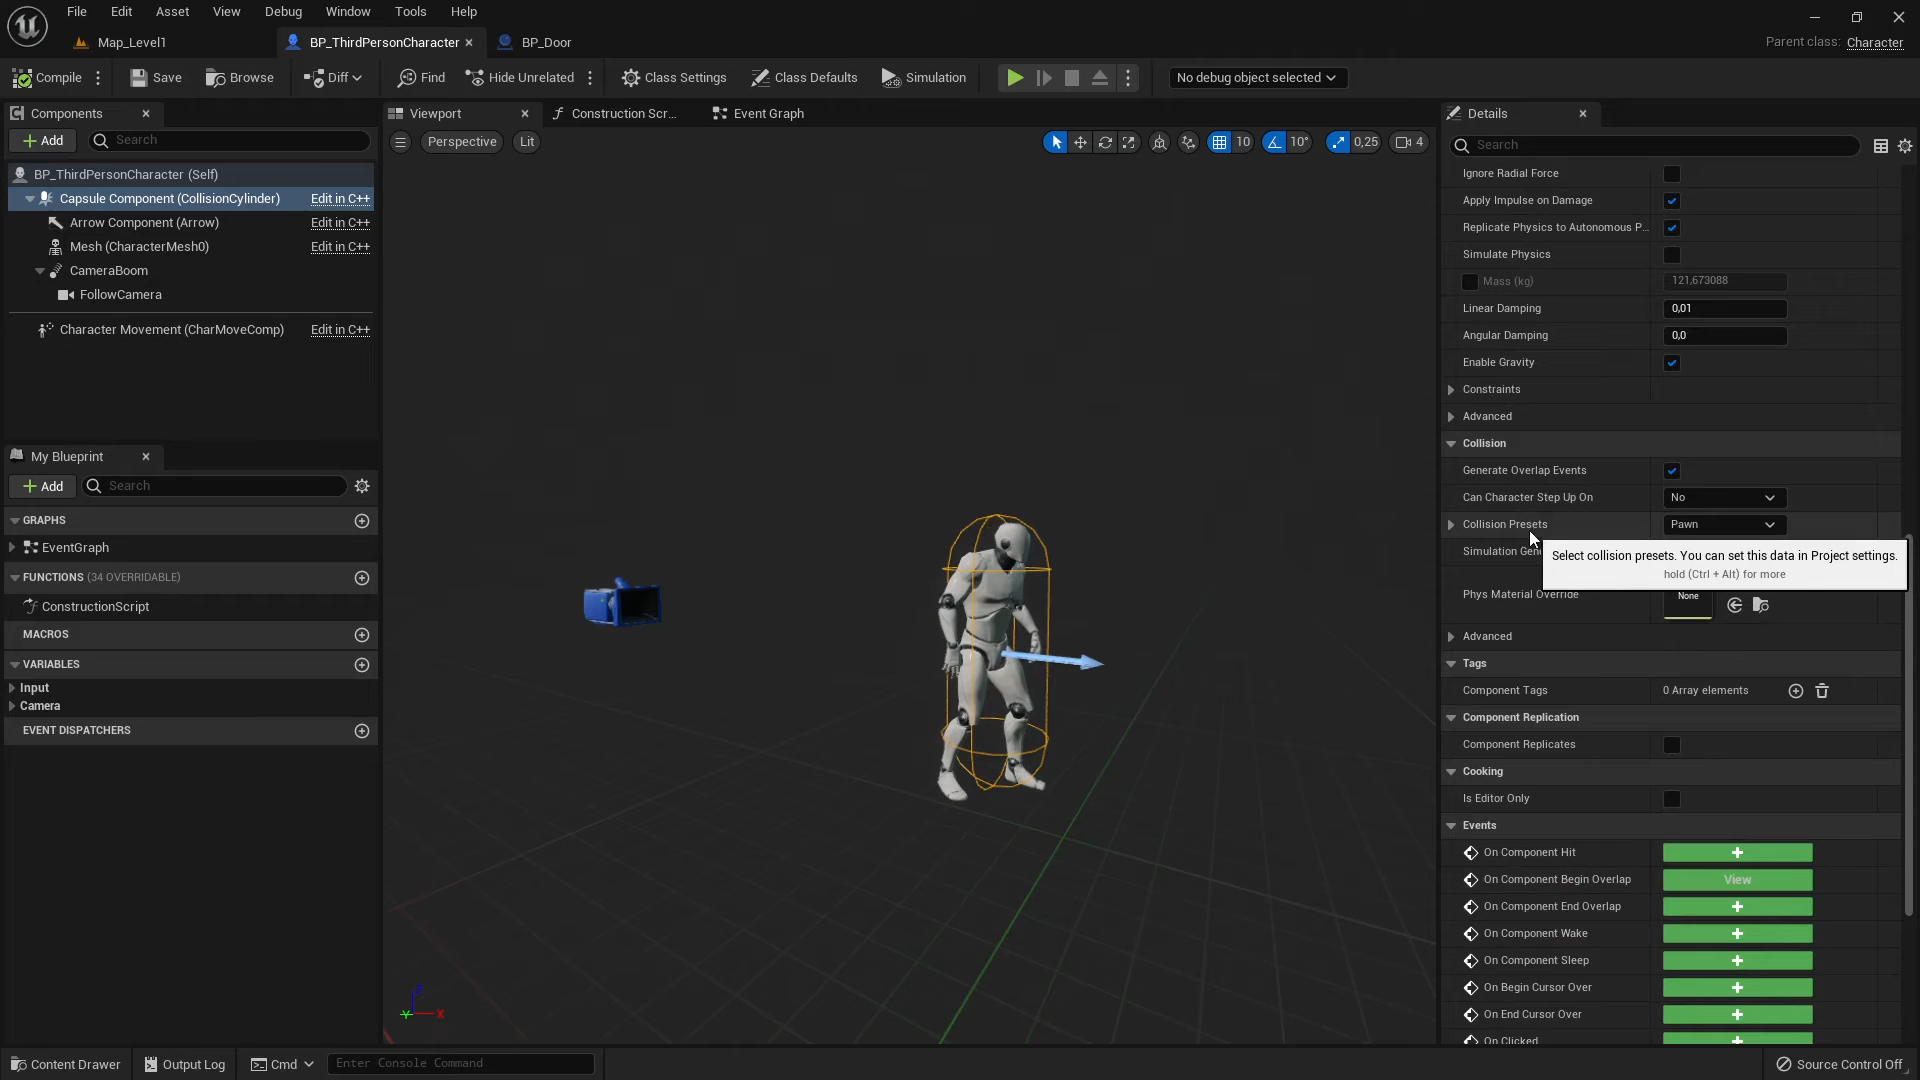 File Edit Asset View Debug Window Tools Help
Map_Level1 BP_ThirdPersonCharacter BP_Door
Parent class: Character
Compile Save Browse Diff Find Hide Unrelated Class Settings Class Defaults Simulation No debug object selected
Components
Add Search
BP_ThirdPersonCharacter (Self)
Capsule Component (CollisionCylinder) Edit in C++
Arrow Component (Arrow) Edit in C++
Mesh (CharacterMesh0) Edit in C++
CameraBoom
FollowCamera
Character Movement (CharMoveComp) Edit in C++
My Blueprint
Add Search
GRAPHS
EventGraph
FUNCTIONS (34 OVERRIDABLE)
ConstructionScript
MACROS
VARIABLES
Input
Camera
EVENT DISPATCHERS
Viewport Construction Scr... Event Graph
Perspective Lit 10 10° 0,25 4
X
Details
Search
Ignore Radial Force
Apply Impulse on Damage
Replicate Physics to Autonomous P...
Simulate Physics
Mass (kg) 121,673088
Linear Damping 0,01
Angular Damping 0,0
Enable Gravity
Constraints
Advanced
Collision
Generate Overlap Events
Can Character Step Up On No
Collision Presets Pawn
Simulation Gen
Select collision presets. You can set this data in Project settings.
hold (Ctrl + Alt) for more
Phys Material Override None
Advanced
Tags
Component Tags 0 Array elements
Component Replication
Component Replicates
Cooking
Is Editor Only
Events
On Component Hit
On Component Begin Overlap View
On Component End Overlap
On Component Wake
On Component Sleep
On Begin Cursor Over
On End Cursor Over
On Clicked
Content Drawer Output Log Cmd Enter Console Command Source Control Off